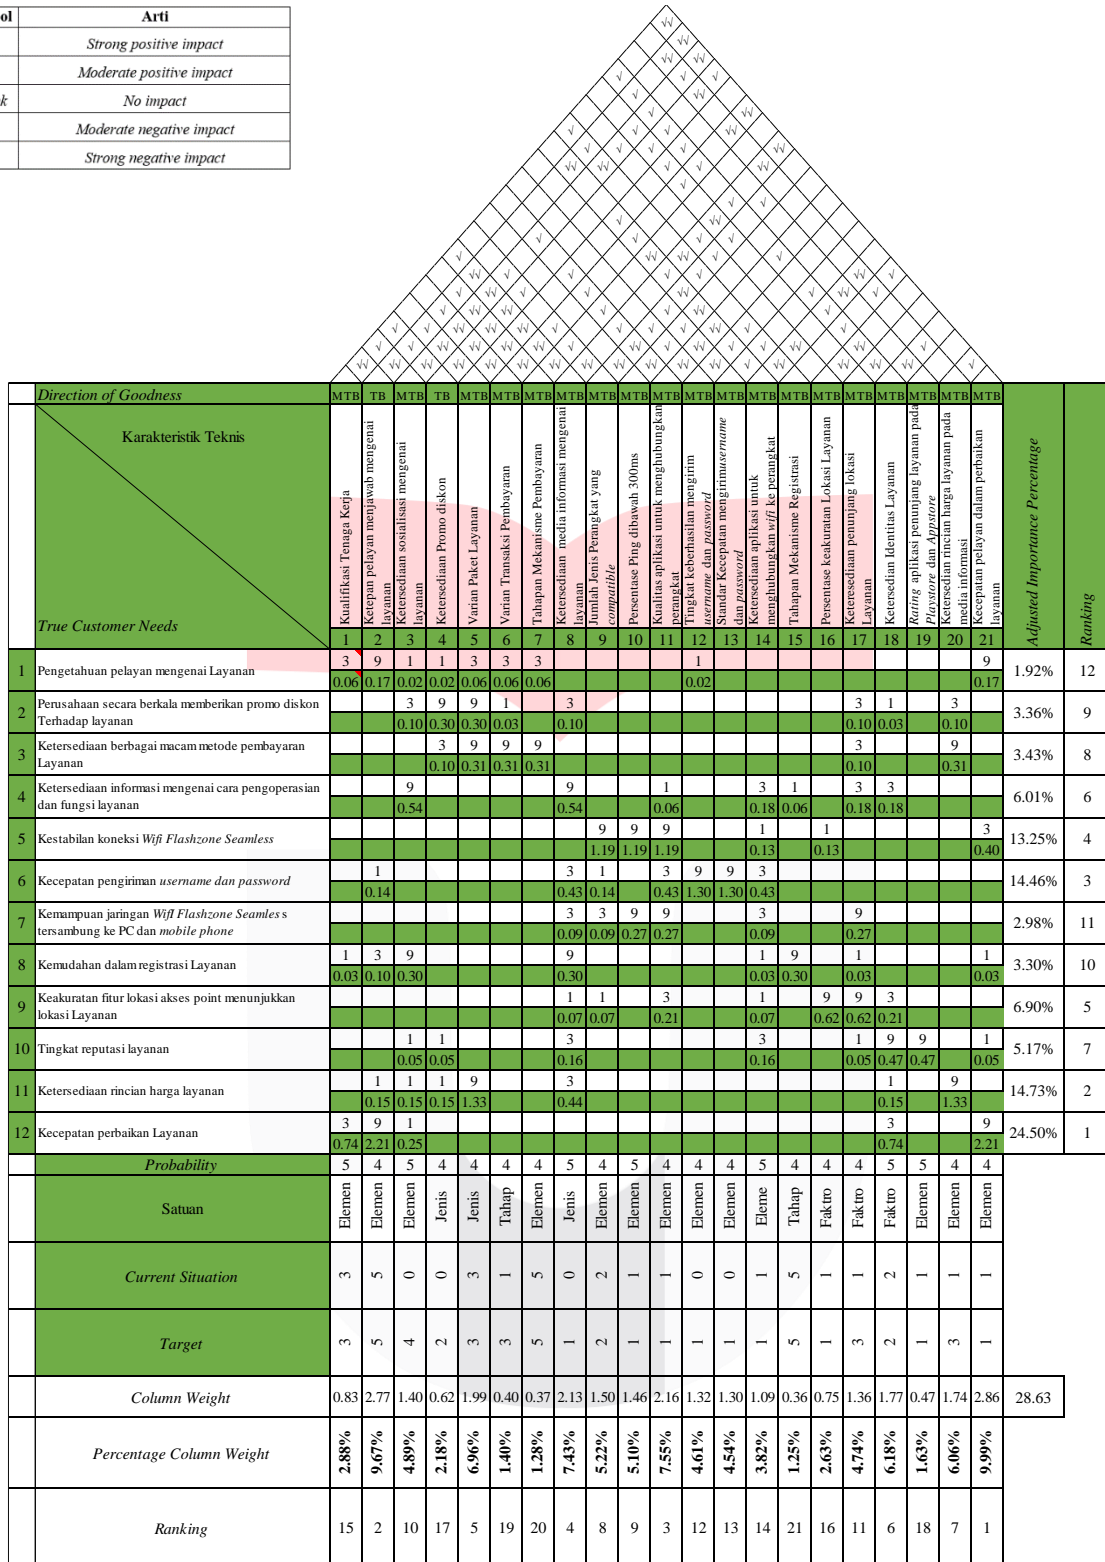 ol Arti
Strong positive impact
Moderate positive impact
k No impact
Moderate negative impact
Strong negative impact
Direction of Goodness MTB TB MTB TB MTB MTB MTB MTB MTB MTB MTB MTB MTB MTB MTB MTB MTB MTB MTB MTB MTB
Karakteristik Teknis
True Customer Needs
Kualifikasi Tenaga Kerja
Ketepan pelayan menjawab mengenai layanan
Ketersediaan sosialisasi mengenai layanan
Ketersediaan Promo diskon
Varian Paket Layanan
Varian Transaksi Pembayaran
Tahapan Mekanisme Pembayaran
Ketersediaan media informasi mengenai layanan
Jumlah Jenis Perangkat yang compatible
Persentase Ping dibawah 300ms
Kualitas aplikasi untuk menghubungkan perangkat
Tingkat keberhasilan mengirim username dan password
Standar Kecepatan mengirimusername dan password
Ketersediaan aplikasi untuk menghubungkan wifi ke perangkat
Tahapan Mekanisme Registrasi
Persentase keakuratan Lokasi Layanan
Keteresediaan penunjang lokasi Layanan
Ketersedian Identitas Layanan
Rating aplikasi penunjang layanan pada Playstore dan Appstore
Ketersedian rincian harga layanan pada media informasi
Kecepatan pelayan dalam perbaikan layanan
Adjusted Importance Percentage
Ranking
1 2 3 4 5 6 7 8 9 10 11 12 13 14 15 16 17 18 19 20 21
1 Pengetahuan pelayan mengenai Layanan 3 9 1 1 3 3 3 1 9 1.92% 12
0.06 0.17 0.02 0.02 0.06 0.06 0.06 0.02 0.17
2 Perusahaan secara berkala memberikan promo diskon Terhadap layanan 3 9 9 1 3 3 1 3 3.36% 9
0.10 0.30 0.30 0.03 0.10 0.10 0.03 0.10
3 Ketersediaan berbagai macam metode pembayaran Layanan 3 9 9 9 3 9 3.43% 8
0.10 0.31 0.31 0.31 0.10 0.31
4 Ketersediaan informasi mengenai cara pengoperasian dan fungsi layanan 9 9 1 3 1 3 3 6.01% 6
0.54 0.54 0.06 0.18 0.06 0.18 0.18
5 Kestabilan koneksi Wifi Flashzone Seamless 9 9 9 1 1 3 13.25% 4
1.19 1.19 1.19 0.13 0.13 0.40
6 Kecepatan pengiriman username dan password 1 3 1 3 9 9 3 14.46% 3
0.14 0.43 0.14 0.43 1.30 1.30 0.43
7 Kemampuan jaringan WifI Flashzone Seamles s tersambung ke PC dan mobile phone 3 3 9 9 3 9 2.98% 11
0.09 0.09 0.27 0.27 0.09 0.27
8 Kemudahan dalam registrasi Layanan 1 3 9 9 1 9 1 1 3.30% 10
0.03 0.10 0.30 0.30 0.03 0.30 0.03 0.03
9 Keakuratan fitur lokasi akses point menunjukkan lokasi Layanan 1 1 3 1 9 9 3 6.90% 5
0.07 0.07 0.21 0.07 0.62 0.62 0.21
10 Tingkat reputasi layanan 1 1 3 3 1 9 9 1 5.17% 7
0.05 0.05 0.16 0.16 0.05 0.47 0.47 0.05
11 Ketersediaan rincian harga layanan 1 1 1 9 3 1 9 14.73% 2
0.15 0.15 0.15 1.33 0.44 0.15 1.33
12 Kecepatan perbaikan Layanan 3 9 1 3 9 24.50% 1
0.74 2.21 0.25 0.74 2.21
Probability 5 4 5 4 4 4 4 5 4 5 4 4 4 5 4 4 4 5 5 4 4
Satuan Elemen Elemen Elemen Jenis Jenis Tahap Elemen Jenis Elemen Elemen Elemen Elemen Elemen Eleme Tahap Faktro Faktro Faktro Elemen Elemen Elemen
Current Situation 3 5 0 0 3 1 5 0 2 1 1 0 0 1 5 1 1 2 1 1 1
Target 3 5 4 2 3 3 5 1 2 1 1 1 1 1 5 1 3 2 1 3 1
Column Weight 0.83 2.77 1.40 0.62 1.99 0.40 0.37 2.13 1.50 1.46 2.16 1.32 1.30 1.09 0.36 0.75 1.36 1.77 0.47 1.74 2.86 28.63
Percentage Column Weight 2.88% 9.67% 4.89% 2.18% 6.96% 1.40% 1.28% 7.43% 5.22% 5.10% 7.55% 4.61% 4.54% 3.82% 1.25% 2.63% 4.74% 6.18% 1.63% 6.06% 9.99%
Ranking 15 2 10 17 5 19 20 4 8 9 3 12 13 14 21 16 11 6 18 7 1